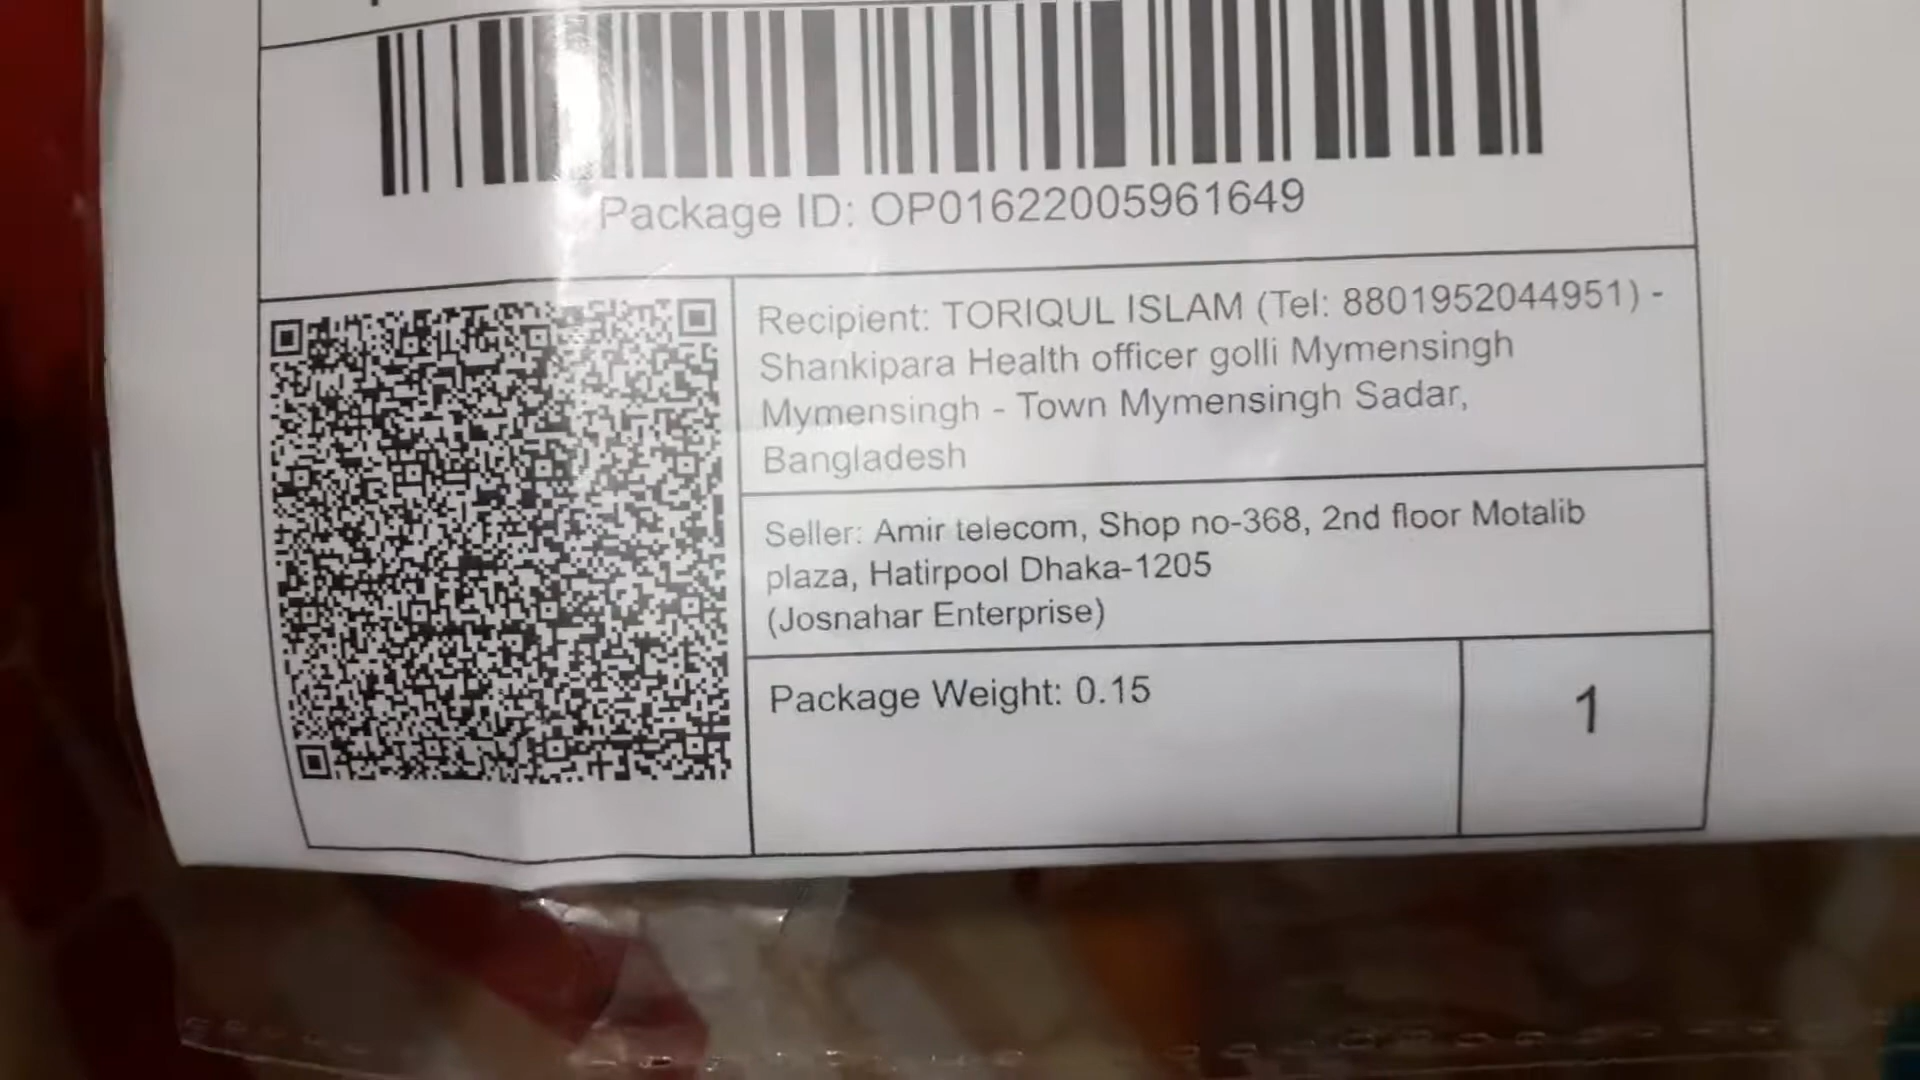 Package ID: OP01622005961649
Recipient: TORIQUL ISLAM (Tel: 8801952044951) -
Shankipara Health officer golli Mymensingh
Mymensingh - Town Mymensingh Sadar,
Bangladesh
Seller: Amir telecom, Shop no-368, 2nd floor Motalib
plaza, Hatirpool Dhaka-1205
(Josnahar Enterprise)
Package Weight: 0.15
1